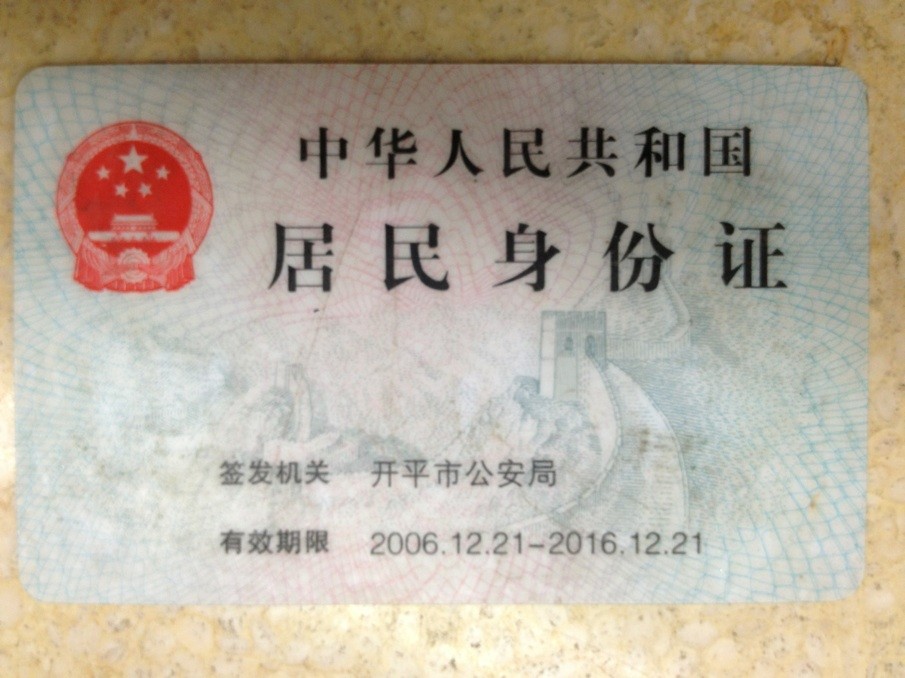 中华人民共和国
居民身份证
签发机关 开平市公安局
有效期限 2006.12.21-2016.12.21